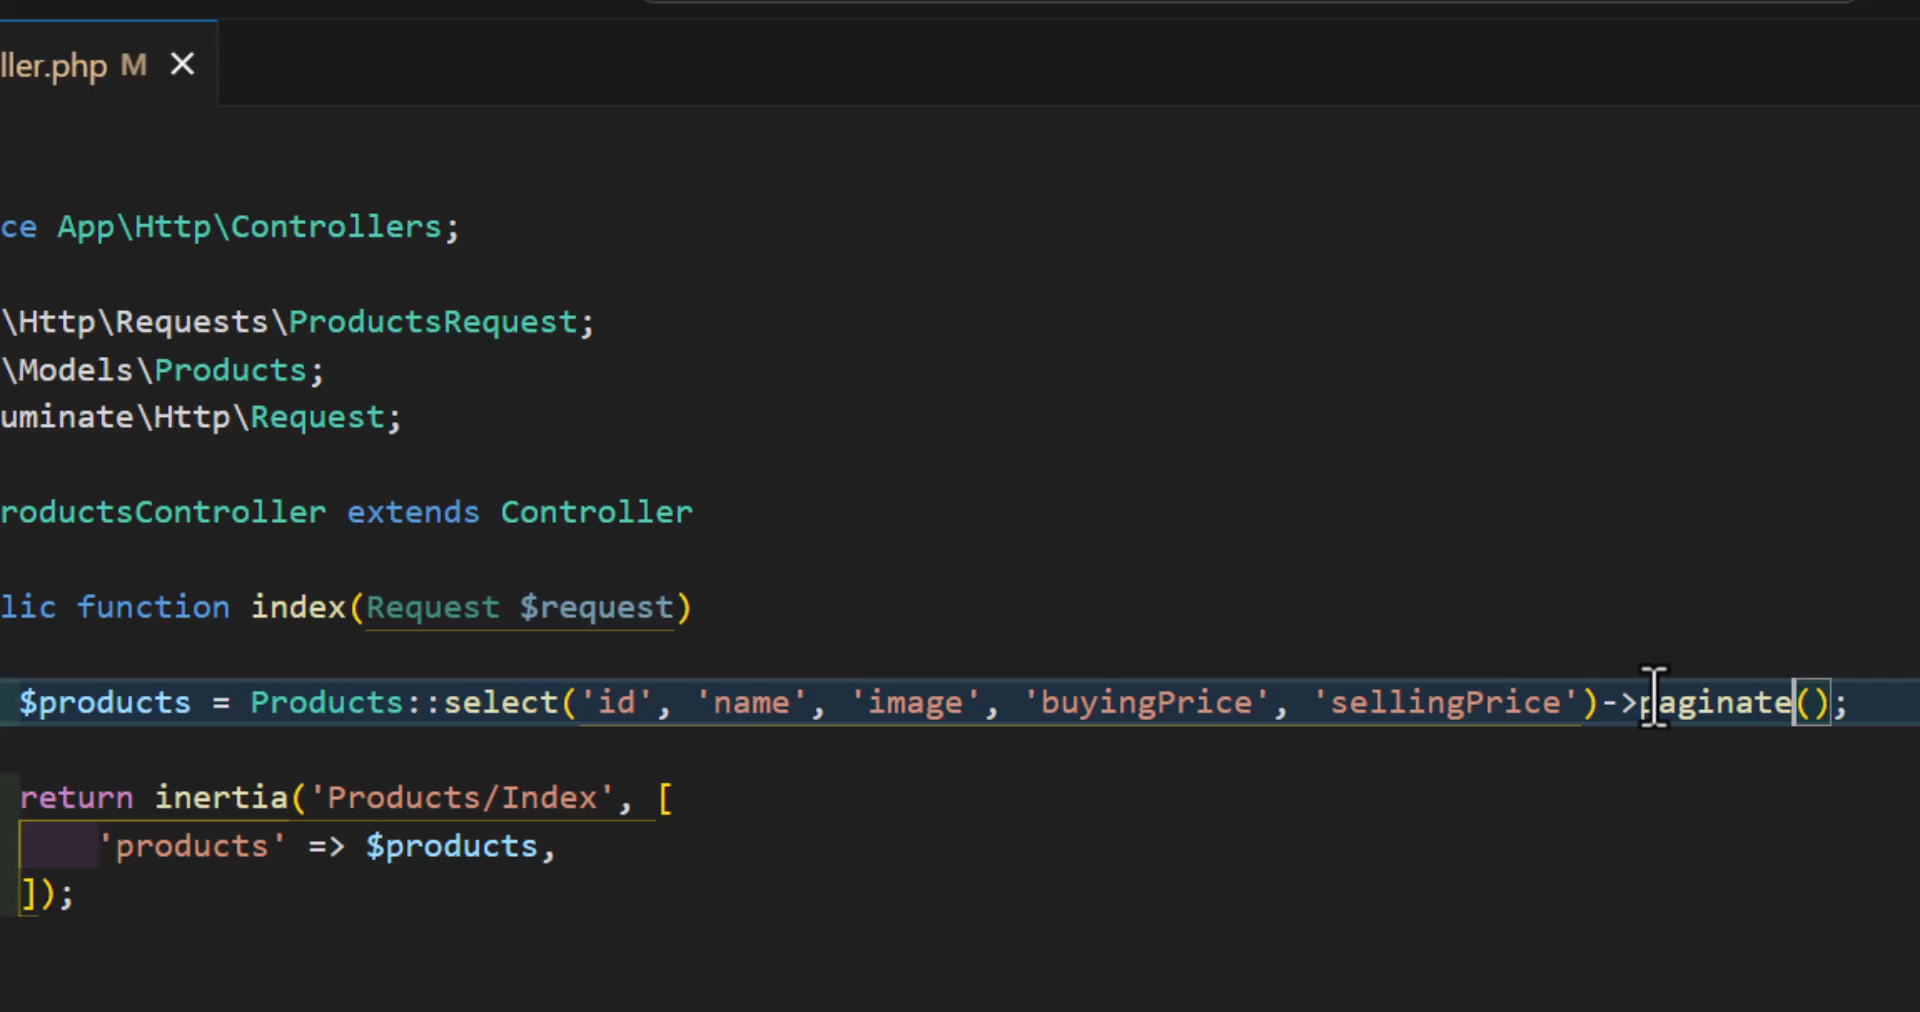 ller.php M
ce App\Http\Controllers;
\Http\Requests\ProductsRequest;
\Models\Products;
uminate\Http\Request;
roductsController extends Controller
lic function index(Request $request)
$products = Products::select('id', 'name', 'image', 'buyingPrice', 'sellingPrice')->paginate();
return inertia('Products/Index', [
'products' => $products,
]);